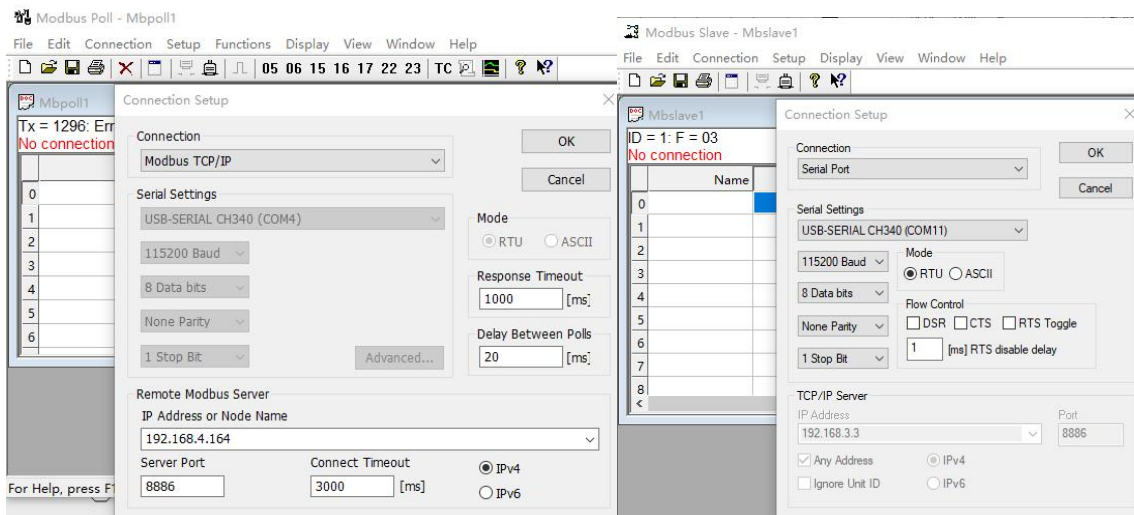 Modbus Poll - Mbpoll1
File Edit Connection Setup Functions Display View Window Help
05 06 15 16 17 22 23 TC
Mbpoll1
Tx = 1296: Err
No connection
0
1
2
3
4
5
6
For Help, press F1
Connection Setup
Connection
Modbus TCP/IP
OK
Cancel
Serial Settings
USB-SERIAL CH340 (COM4)
115200 Baud
8 Data bits
None Parity
1 Stop Bit
Advanced...
Mode
RTU ASCII
Response Timeout
1000 [ms]
Delay Between Polls
20 [ms]
Remote Modbus Server
IP Address or Node Name
192.168.4.164
Server Port Connect Timeout
8886 3000 [ms]
IPv4
IPv6
Modbus Slave - Mbslave1
File Edit Connection Setup Display View Window Help
Mbslave1
ID = 1: F = 03
No connection
Name
0
1
2
3
4
5
6
7
8
Connection Setup
Connection
Serial Port
OK
Cancel
Serial Settings
USB-SERIAL CH340 (COM11)
115200 Baud
8 Data bits
None Parity
1 Stop Bit
Mode
RTU ASCII
Flow Control
DSR CTS RTS Toggle
1 [ms] RTS disable delay
TCP/IP Server
IP Address Port
192.168.3.3 8886
Any Address IPv4
Ignore Unit ID IPv6